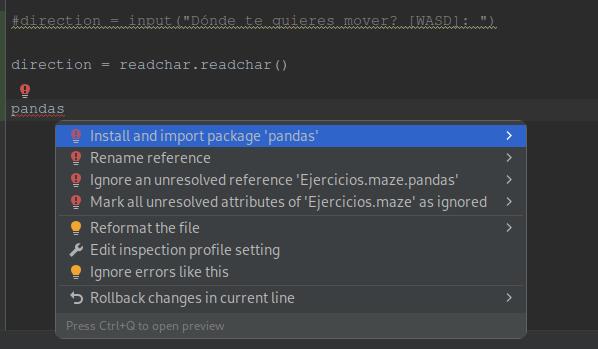 #direction = input("Dónde te quieres mover? [WASD]: ")
direction = readchar.readchar()
pandas
Install and import package 'pandas'
Rename reference
Ignore an unresolved reference 'Ejercicios.maze.pandas'
Mark all unresolved attributes of 'Ejercicios.maze' as ignored
Reformat the file
Edit inspection profile setting
Ignore errors like this
Rollback changes in current line
Press Ctrl+Q to open preview